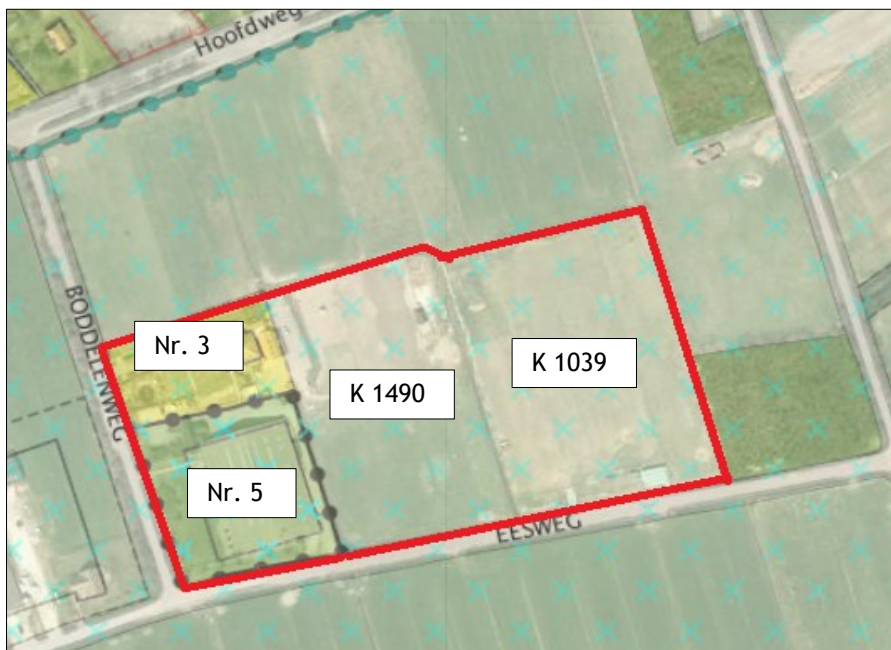 Hoofdweg
BODDELENWEG
Nr. 3
K 1490
K 1039
Nr. 5
EESWEG